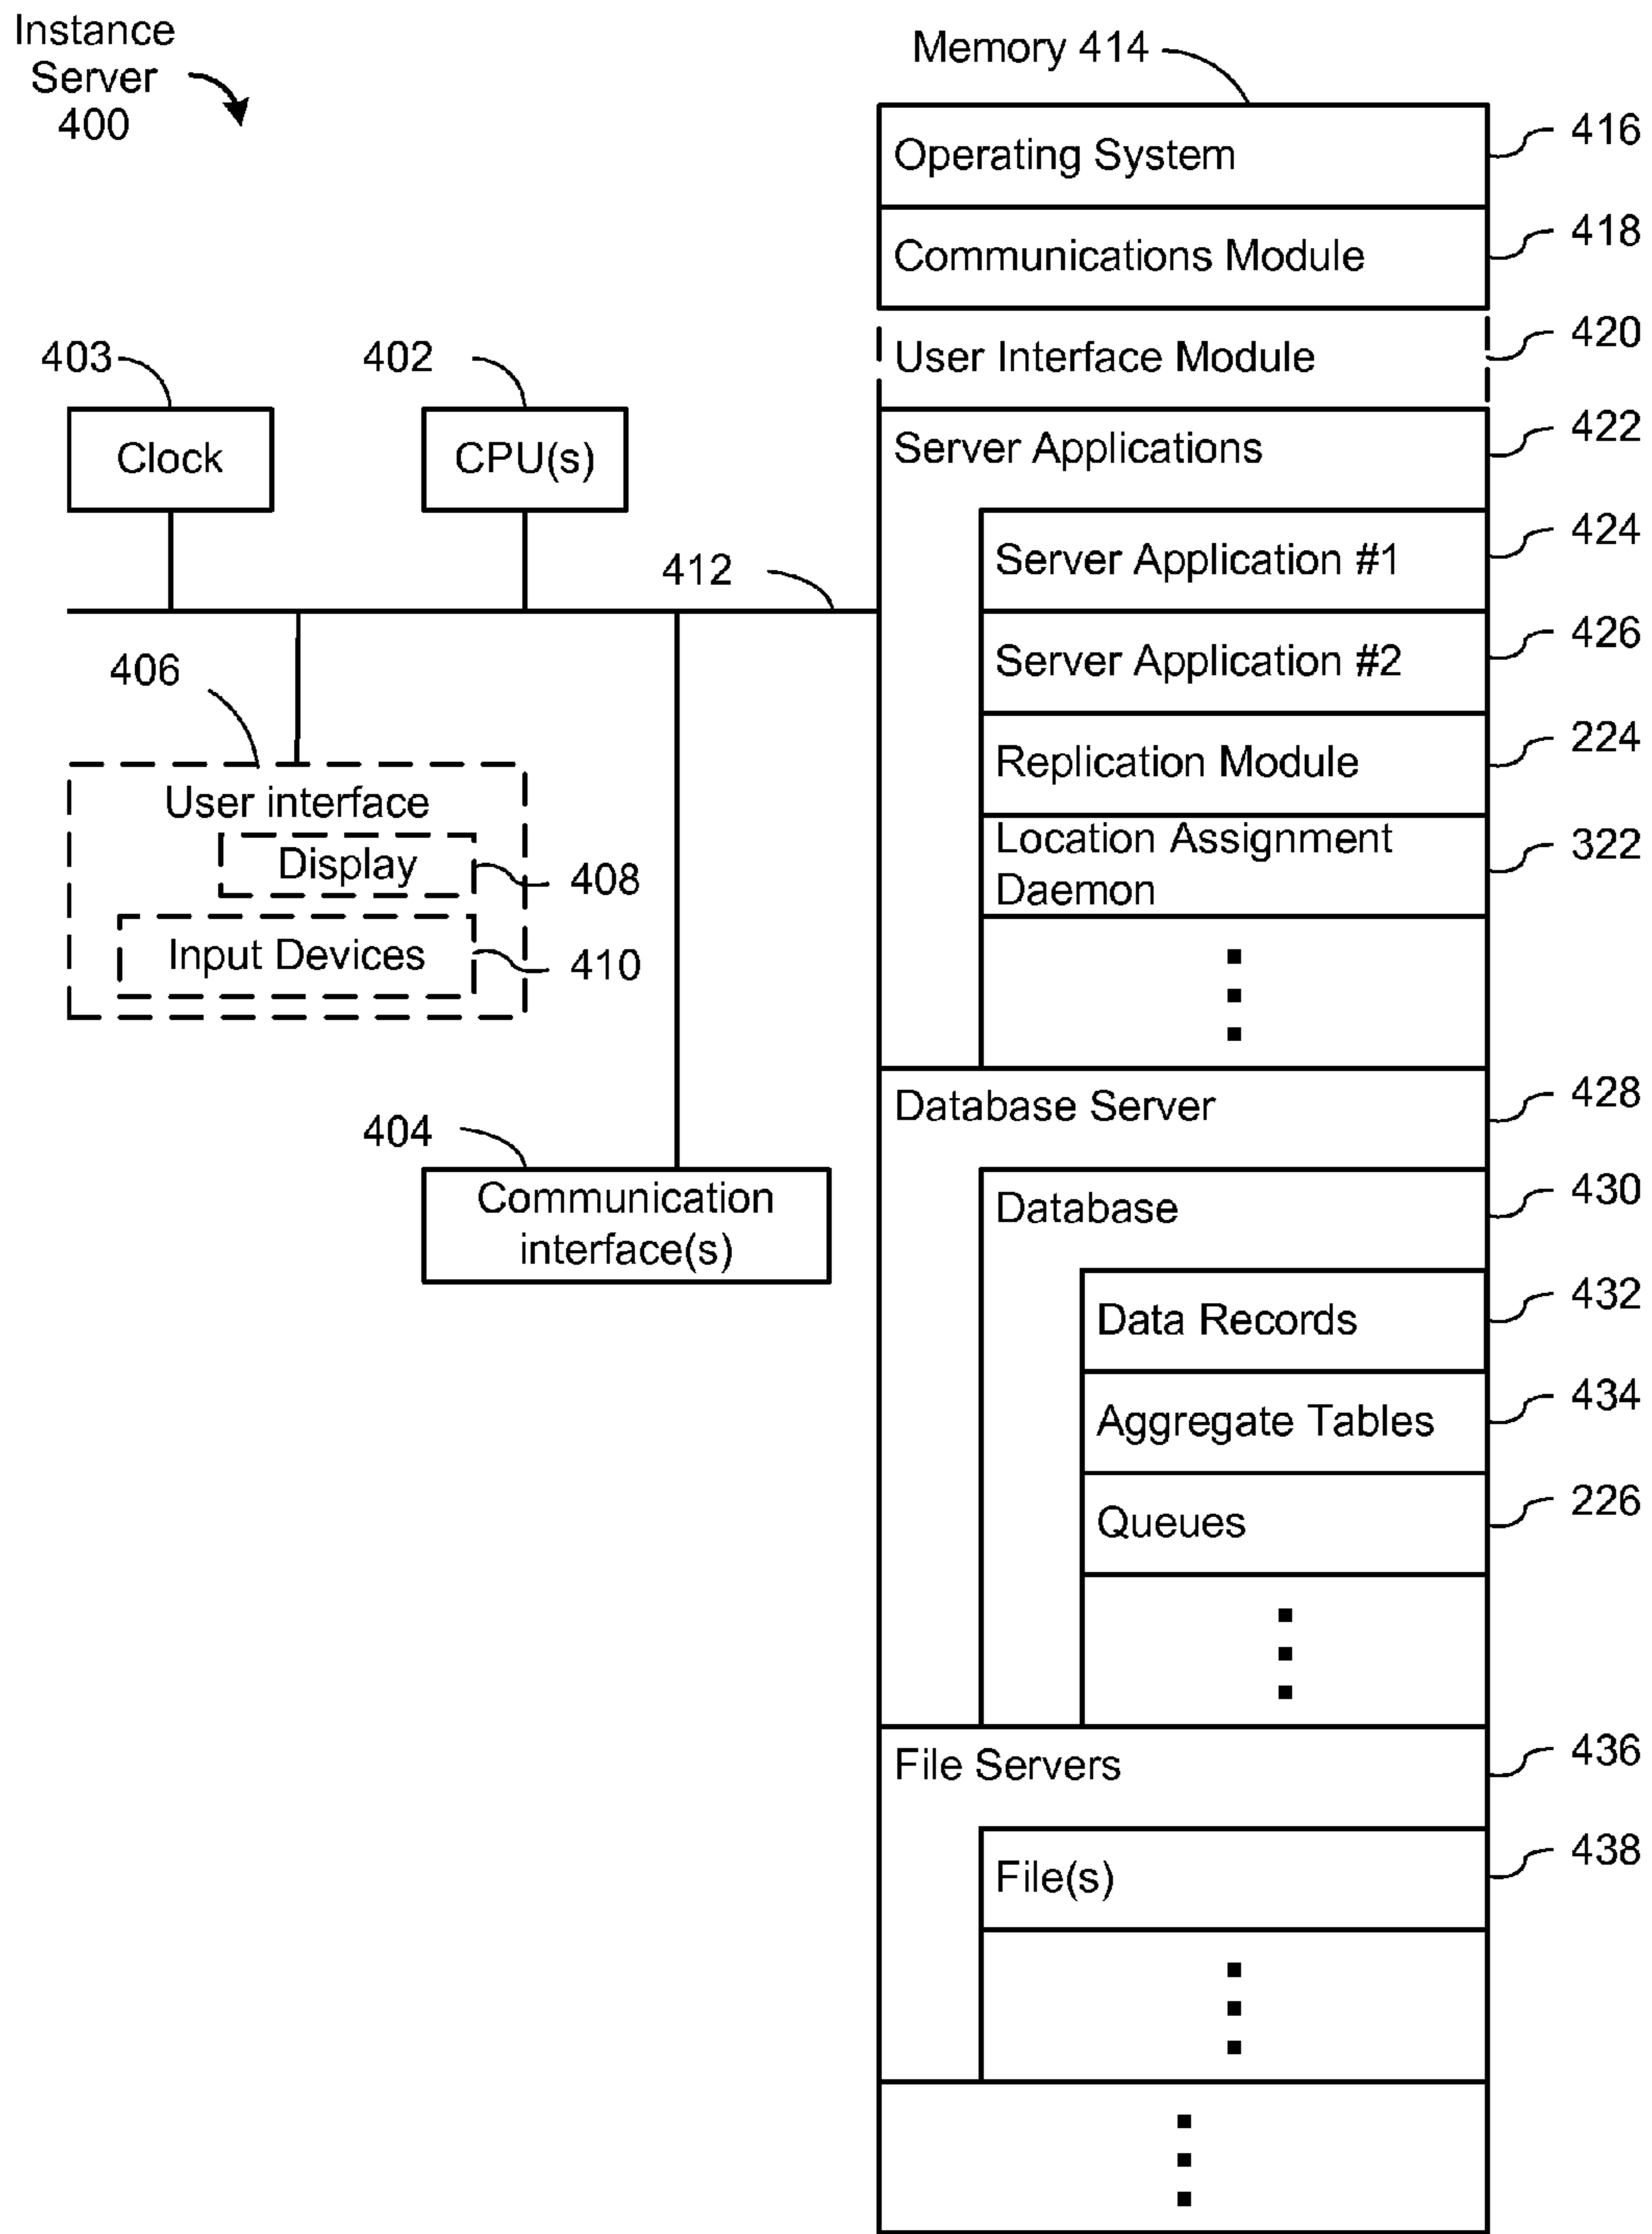 Instance
Server
400
Memory 414
Operating System
416
Communications Module
418
User Interface Module
420
403
402
Clock
CPU(s)
Server Applications
422
Server Application #1
424
412
Server Application #2
426
406
Replication Module
224
User interface
Location Assignment
Daemon
322
Display
408
Input Devices
410
Database Server
428
404
Communication
interface(s)
Database
430
Data Records
432
Aggregate Tables
434
Queues
226
File Servers
436
File(s)
438